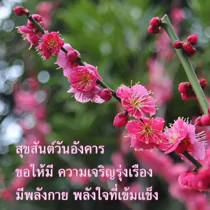 สุขสันต์วันอังคาร
ขอให้มี ความเจริญรุ่งเรือง
มีพลังกาย พลังใจที่เข้มแข็ง